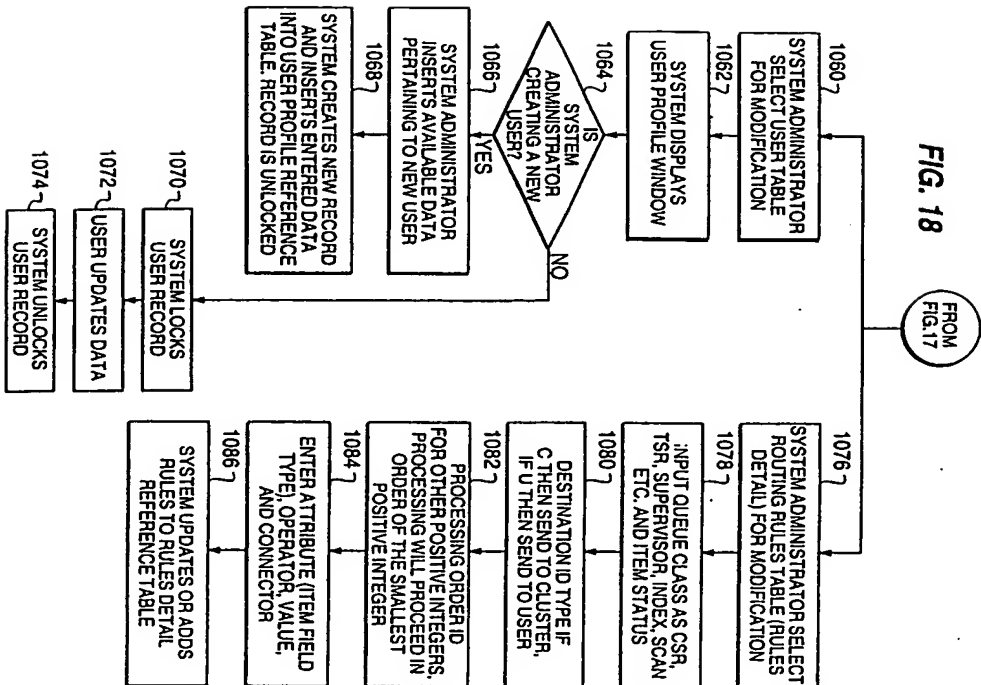 FIG. 18
FROM
FIG.17
1060
SYSTEM ADMINISTRATOR
SELECT USER TABLE
FOR MODIFICATION
1062
SYSTEM DISPLAYS
USER PROFILE WINDOW
1064
IS
SYSTEM
ADMINISTRATOR
CREATING A NEW
USER?
YES
NO
1066
SYSTEM ADMINISTRATOR
INSERTS AVAILABLE DATA
PERTAINING TO NEW USER
1068
SYSTEM CREATES NEW RECORD
AND INSERTS ENTERED DATA
INTO USER PROFILE REFERENCE
TABLE. RECORD IS UNLOCKED
1070
SYSTEM LOCKS
USER RECORD
1072
USER UPDATES DATA
1074
SYSTEM UNLOCKS
USER RECORD
1076
SYSTEM ADMINISTRATOR SELECT
ROUTING RULES TABLE (RULES
DETAIL) FOR MODIFICATION
1078
INPUT QUEUE CLASS AS CSR,
TSR, SUPERVISOR, INDEX, SCAN
ETC. AND ITEM STATUS
1080
DESTINATION ID TYPE IF
C THEN SEND TO CLUSTER,
IF U THEN SEND TO USER
1082
PROCESSING ORDER ID
FOR OTHER POSITIVE INTEGERS,
PROCESSING WILL PROCEED IN
ORDER OF THE SMALLEST
POSITIVE INTEGER
1084
ENTER ATTRIBUTE (ITEM FIELD
TYPE), OPERATOR, VALUE,
AND CONNECTOR
1086
SYSTEM UPDATES OR ADDS
RULES TO RULES DETAIL
REFERENCE TABLE